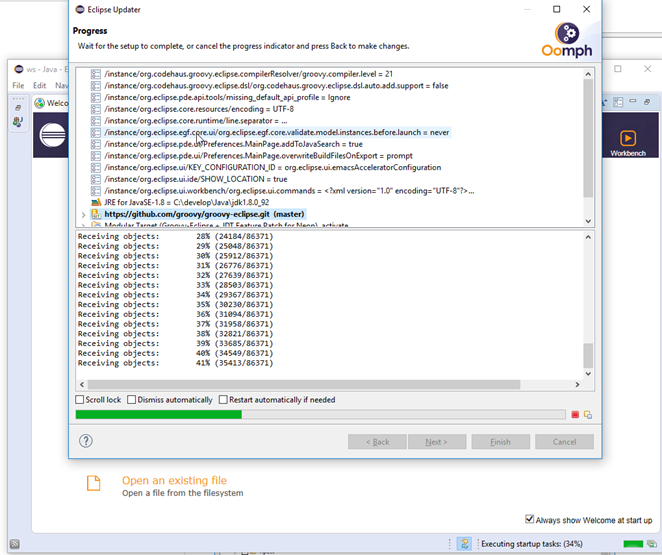 Eclipse Updater
Progress
Wait for the setup to complete, or cancel the progress indicator and press Back to make changes.
Oomph
ws - Java - E
File Edit Nav
Welco
/instance/org.codehaus.groovy.eclipse.compilerResolver/groovy.compiler.level = 21
/instance/org.codehaus.groovy.eclipse.dsl/org.codehaus.groovy.eclipse.dsl.auto.add.support = false
/instance/org.eclipse.pde.api.tools/missing_default_api_profile = Ignore
/instance/org.eclipse.core.resources/encoding = UTF-8
/instance/org.eclipse.core.runtime/line.separator = ...
/instance/org.eclipse.egf.core.ui/org.eclipse.egf.core.validate.model.instances.before.launch = never
/instance/org.eclipse.pde.ui/Preferences.MainPage.addToJavaSearch = true
/instance/org.eclipse.pde.ui/Preferences.MainPage.overwriteBuildFilesOnExport = prompt
/instance/org.eclipse.ui/KEY_CONFIGURATION_ID = org.eclipse.ui.emacsAcceleratorConfiguration
/instance/org.eclipse.ui.ide/SHOW_LOCATION = true
/instance/org.eclipse.ui.workbench/org.eclipse.ui.commands = <?xml version="1.0" encoding="UTF-8"?>...
JRE for JavaSE-1.8 = C:\develop\Java\jdk1.8.0_92
https://github.com/groovy/groovy-eclipse.git (master)
Modular Target (Groovy-Eclipse + JDT Feature Patch for Neon) activate
Workbench
Receiving objects: 28% (24184/86371)
Receiving objects: 29% (25048/86371)
Receiving objects: 30% (25912/86371)
Receiving objects: 31% (26776/86371)
Receiving objects: 32% (27639/86371)
Receiving objects: 33% (28503/86371)
Receiving objects: 34% (29367/86371)
Receiving objects: 35% (30230/86371)
Receiving objects: 36% (31094/86371)
Receiving objects: 37% (31958/86371)
Receiving objects: 38% (32821/86371)
Receiving objects: 39% (33685/86371)
Receiving objects: 40% (34549/86371)
Receiving objects: 41% (35413/86371)
Scroll lock Dismiss automatically Restart automatically if needed
< Back Next > Finish Cancel
Open an existing file
Open a file from the filesystem
Always show Welcome at start up
Executing startup tasks: (34%)